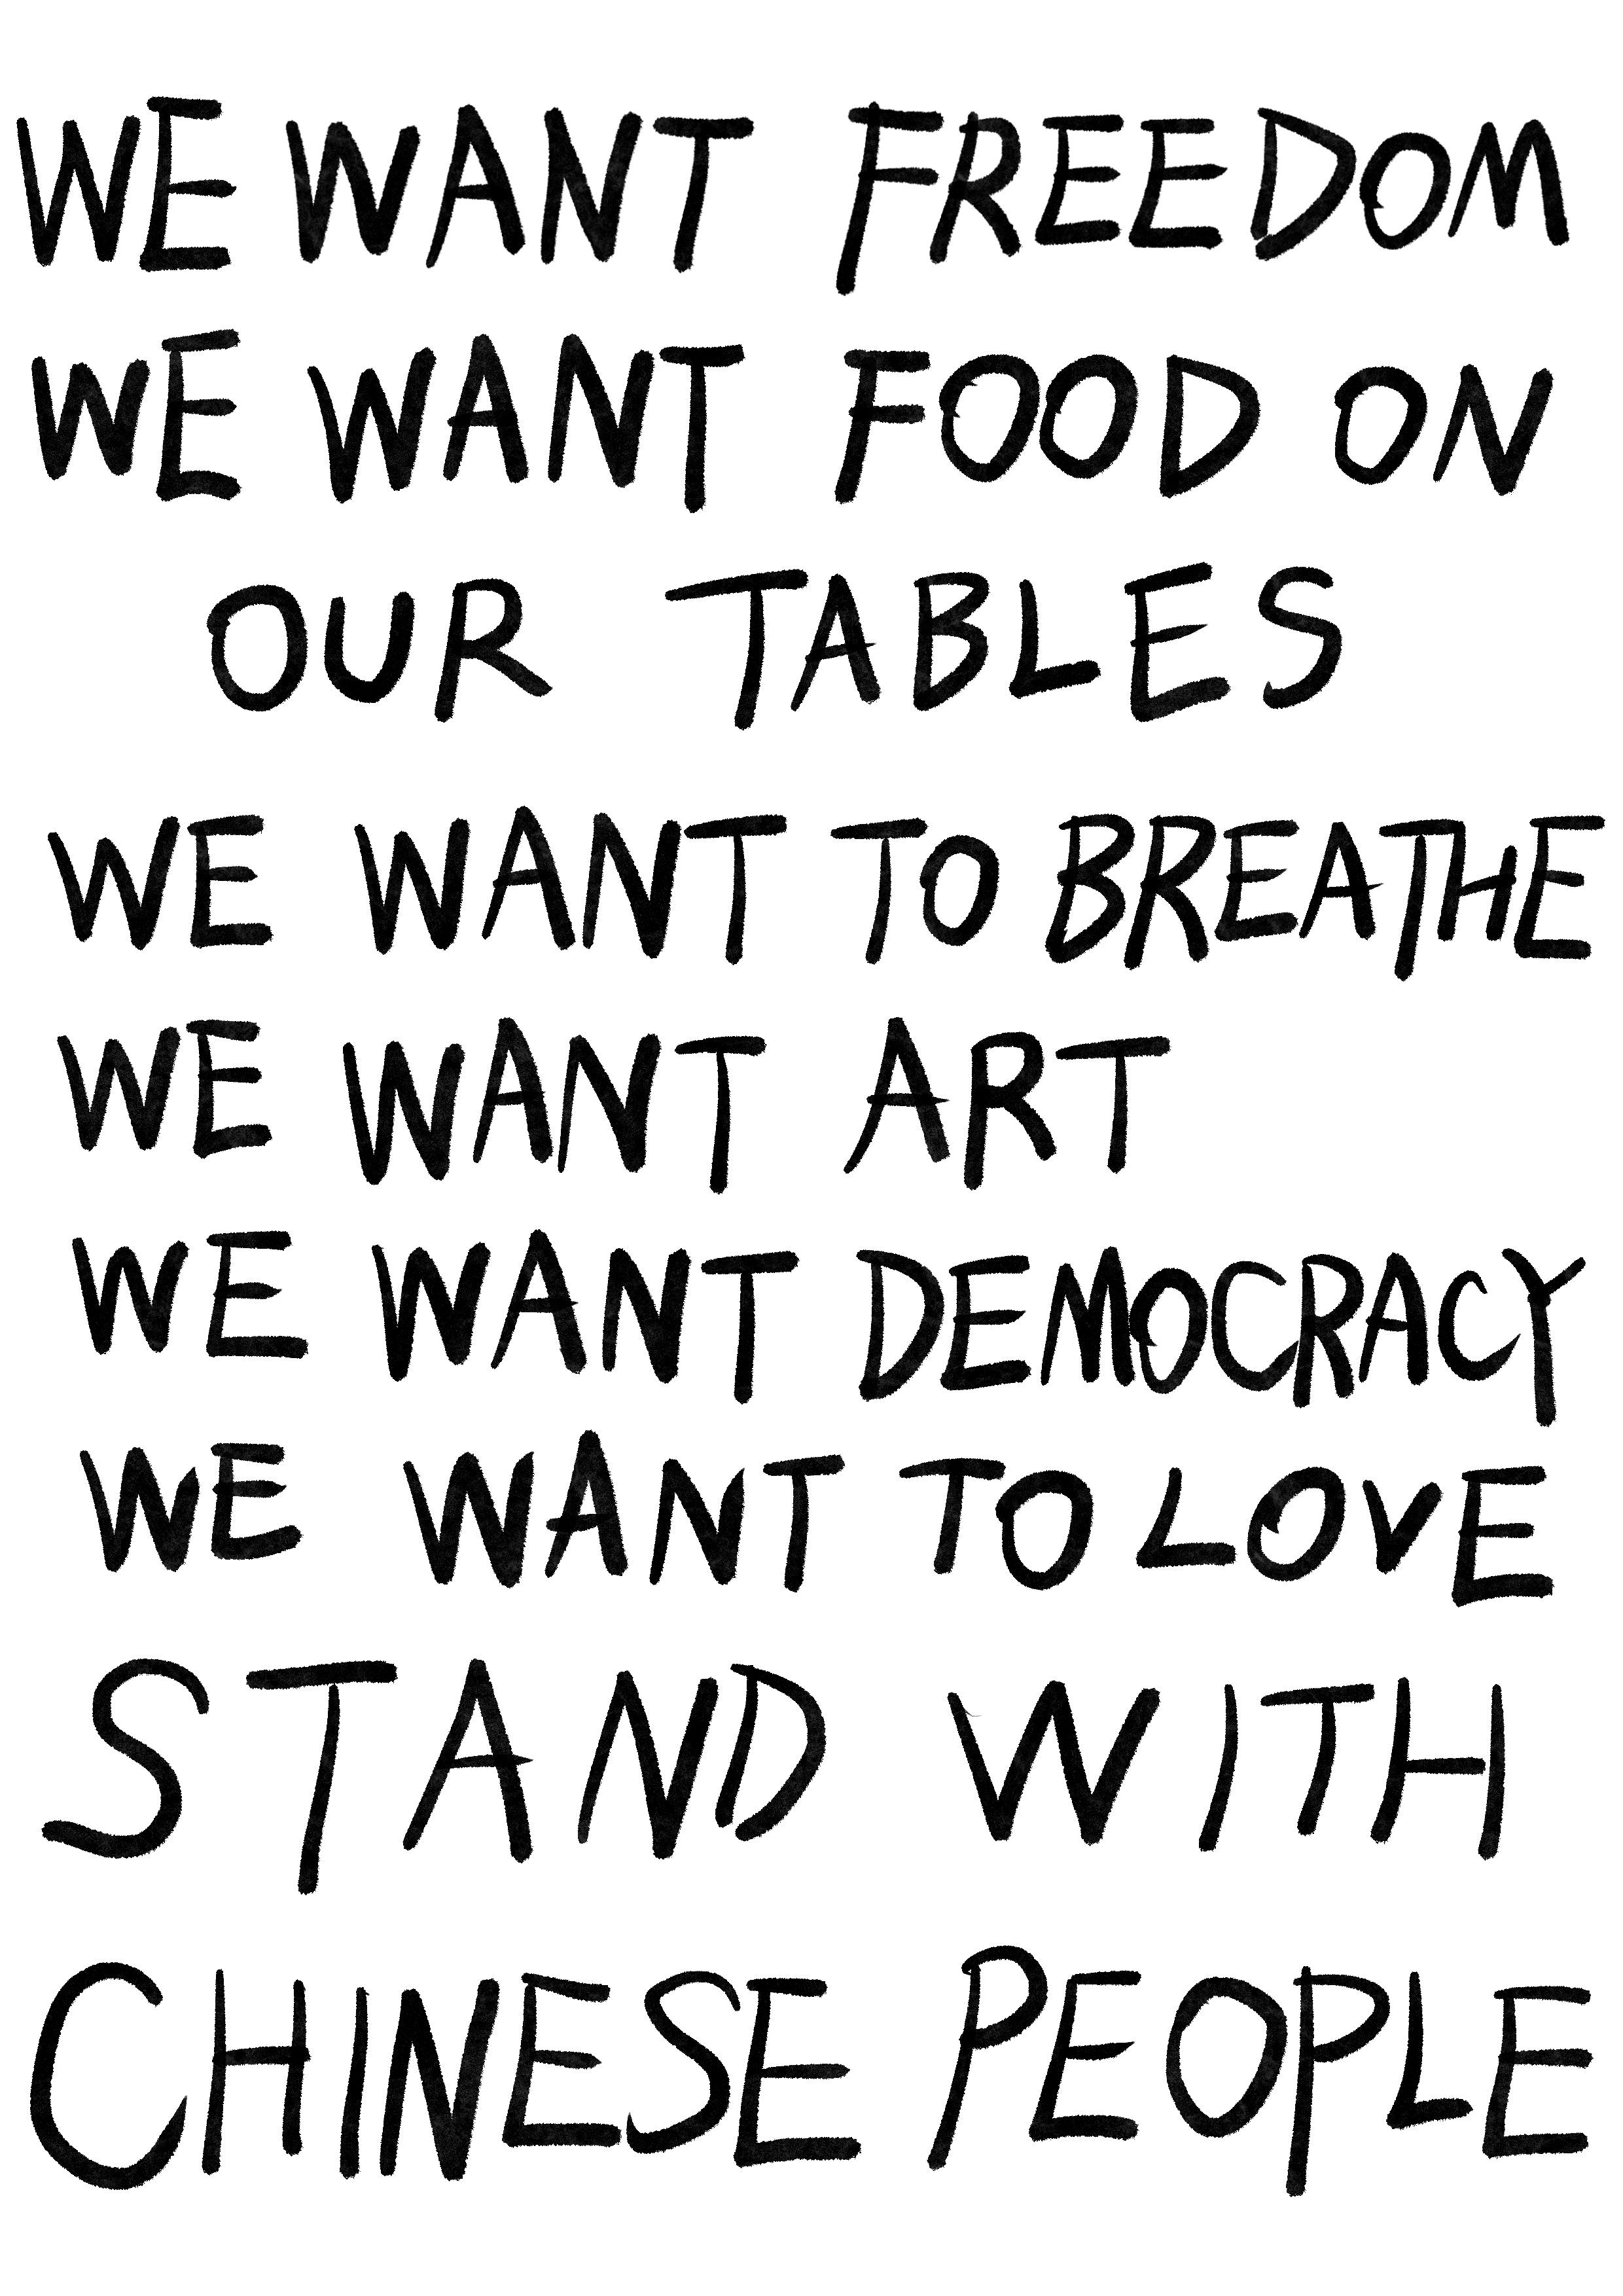 WE WANT FREEDOM
WE WANT FOOD ON
OUR TABLES
WE WANT TO BREATHE
WE WANT ART
WE WANT DEMOCRACY
WE WANT TO LOVE
STAND WITH
CHINESE PEOPLE